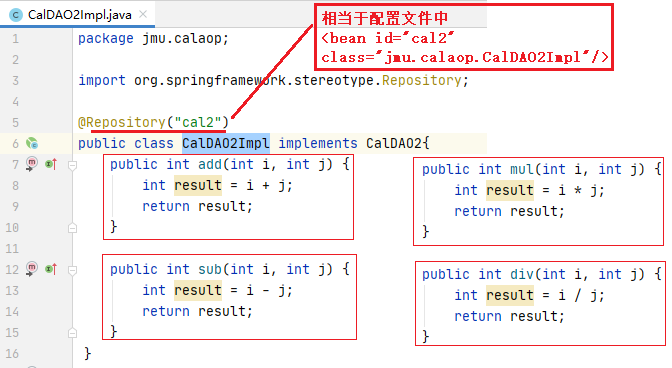 CalDAO2Impl.java ×
相当于配置文件中
<bean id="cal2"
class="jmu.calaop.CalDAO2Impl"/>
1 package jmu.calaop;
2
3 import org.springframework.stereotype.Repository;
4
5 @Repository("cal2")
6 public class CalDAO2Impl implements CalDAO2{
7 public int add(int i, int j) {
8 int result = i + j;
9 return result;
10 }
11
12 public int sub(int i, int j) {
13 int result = i - j;
14 return result;
15 }
16 }
public int mul(int i, int j) {
int result = i * j;
return result;
}
public int div(int i, int j) {
int result = i / j;
return result;
}